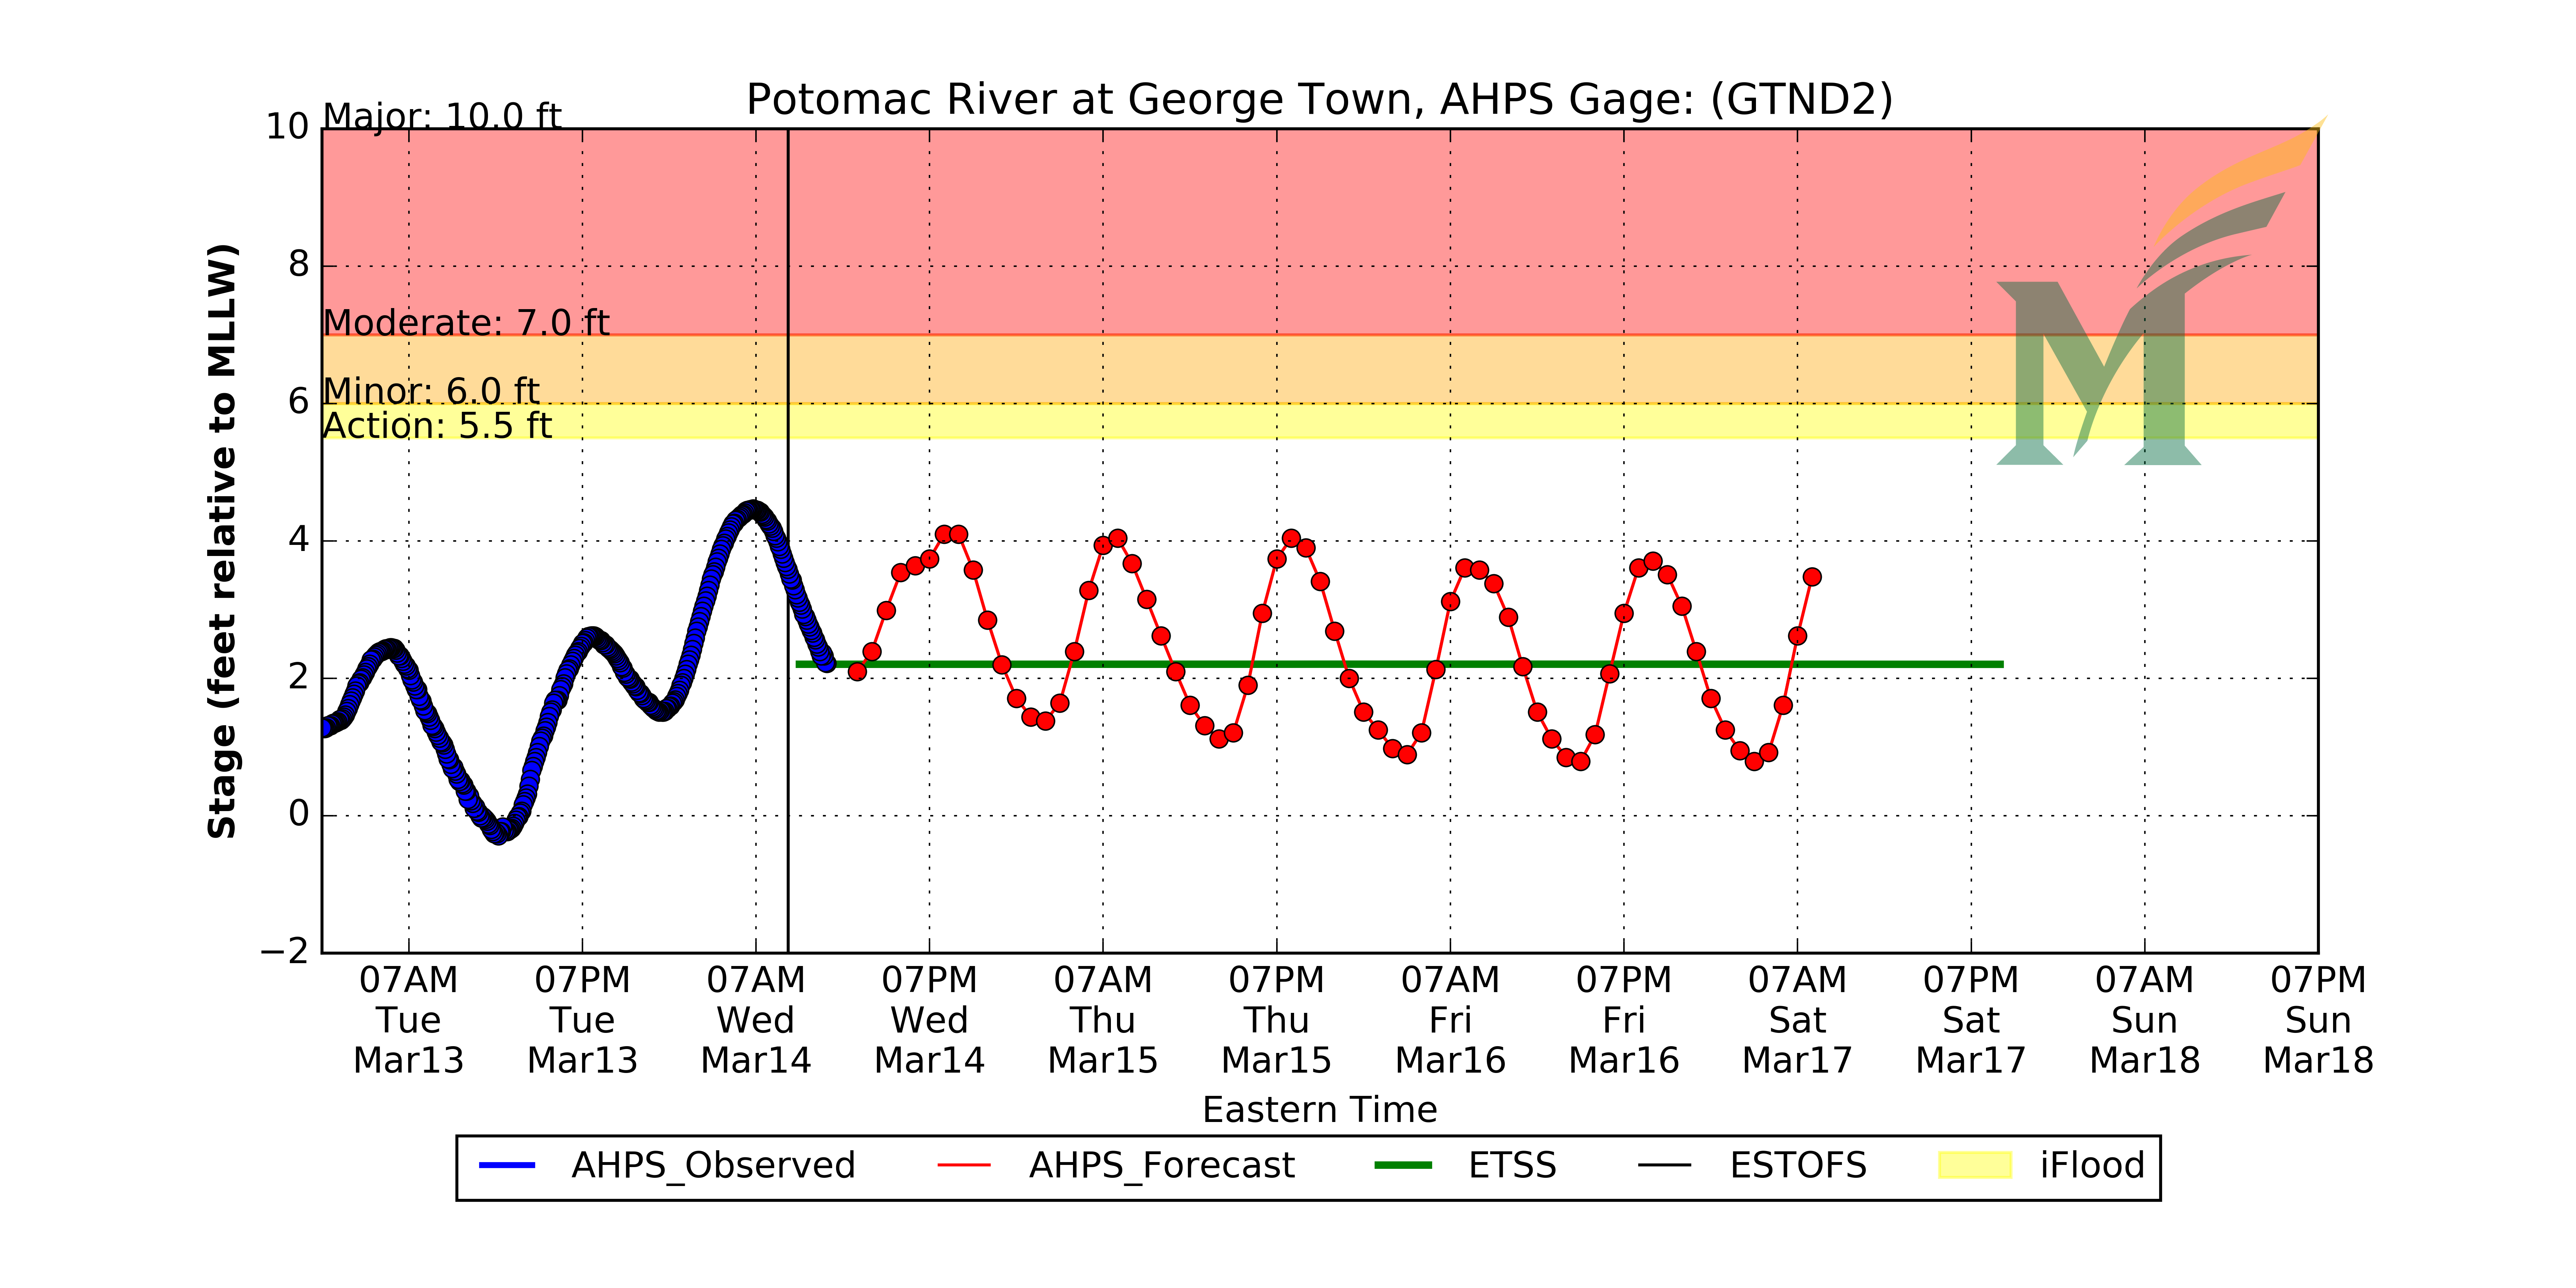 Potomac River at George Town, AHPS Gage: (GTND2)
Major: 10.0 ft
Moderate: 7.0 ft
Minor: 6.0 ft
Action: 5.5 ft
Stage (feet relative to MLLW)
10
8
6
4
2
0
−2
07AM 07PM 07AM 07PM 07AM 07PM 07AM 07PM 07AM 07PM 07AM 07PM
Tue Tue Wed Wed Thu Thu Fri Fri Sat Sat Sun Sun
Mar13 Mar13 Mar14 Mar14 Mar15 Mar15 Mar16 Mar16 Mar17 Mar17 Mar18 Mar18
Eastern Time
AHPS_Observed AHPS_Forecast ETSS ESTOFS iFlood
M